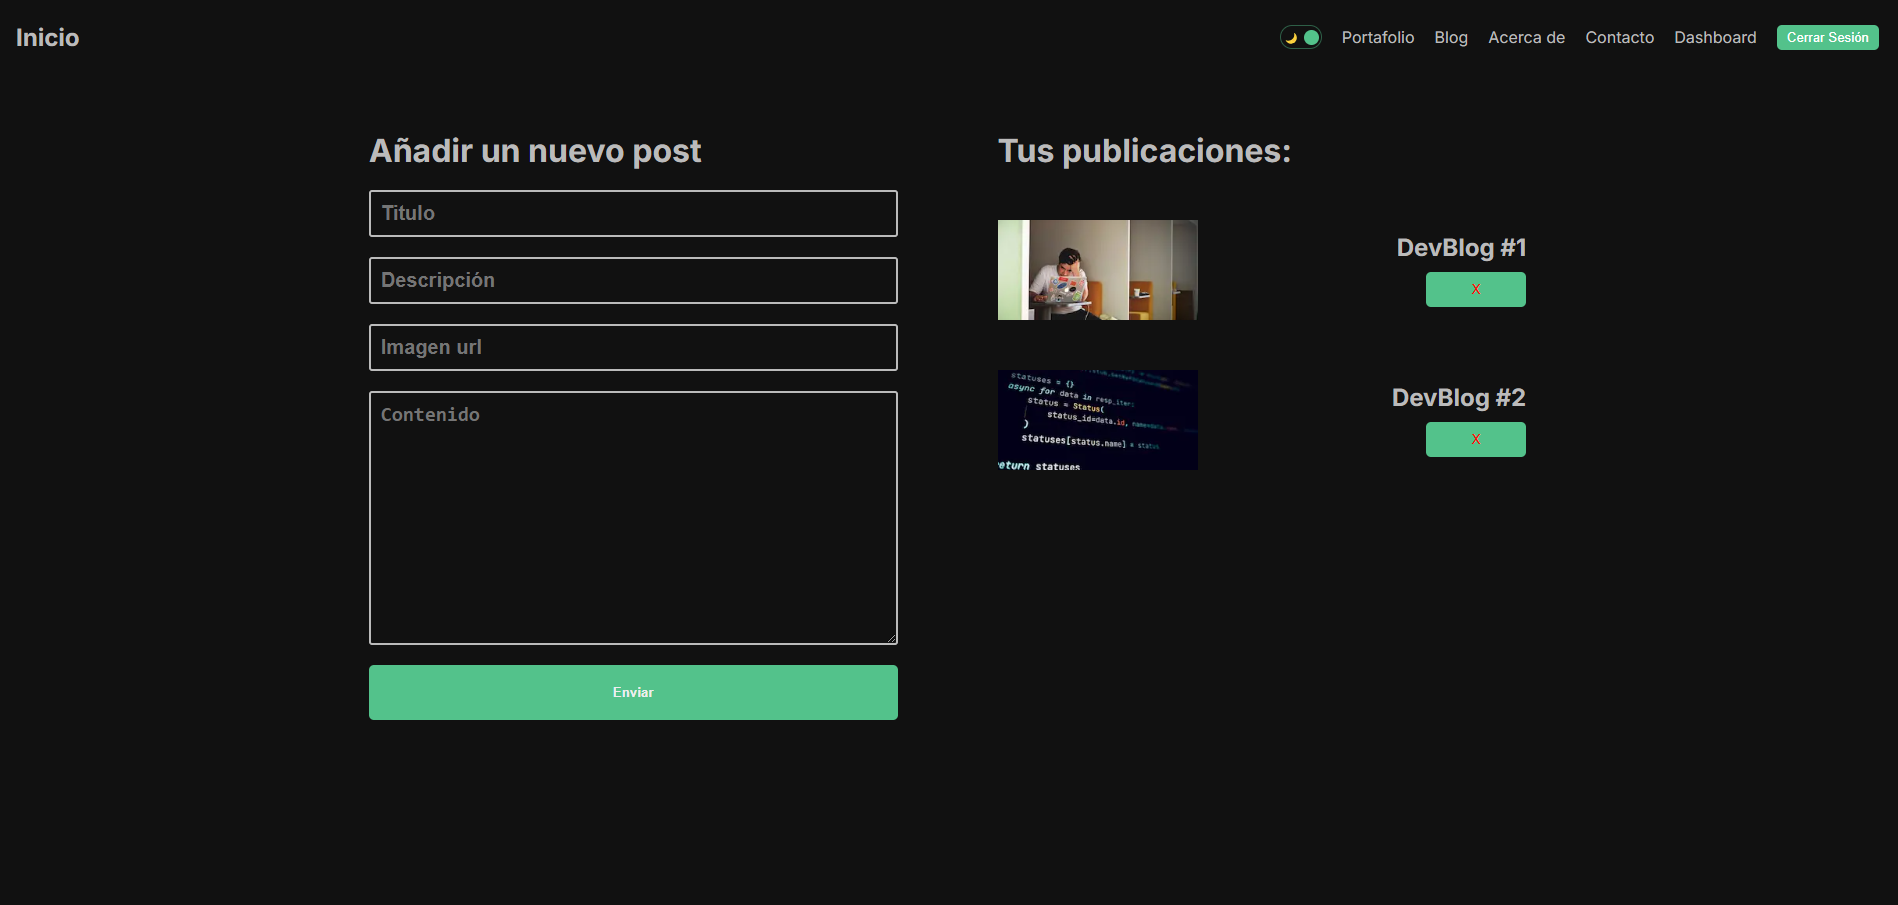 Inicio
Portafolio Blog Acerca de Contacto Dashboard Cerrar Sesión
Añadir un nuevo post
Titulo
Descripción
Imagen url
Contenido
Enviar
Tus publicaciones:
DevBlog #1
X
statuses = {}
async for data in resp_iter:
status = Status(
status_id=data.id,
)
statuses[status.name] = status
return statuses
DevBlog #2
X